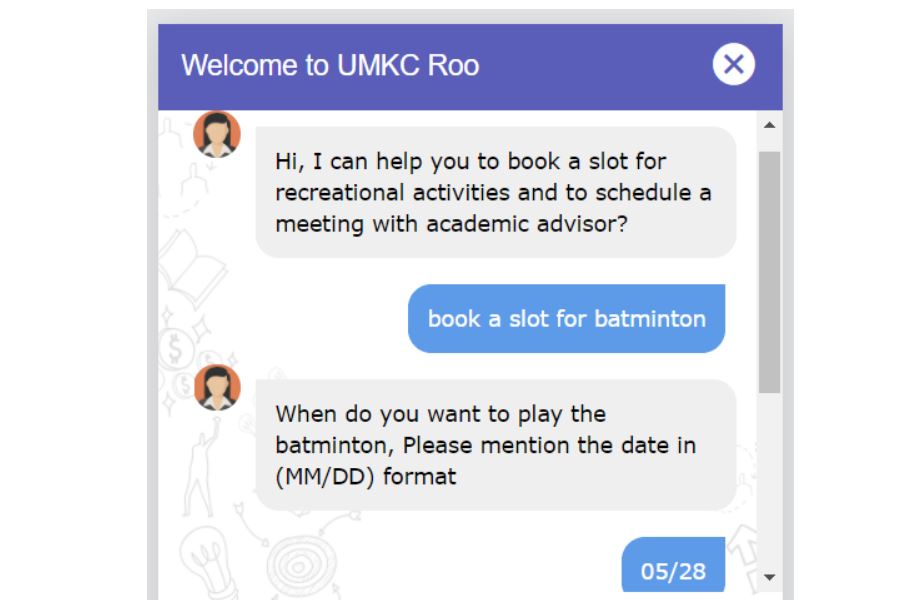 Welcome to UMKC Roo
Hi, I can help you to book a slot for
recreational activities and to schedule a
meeting with academic advisor?
book a slot for batminton
When do you want to play the
batminton, Please mention the date in
(MM/DD) format
05/28